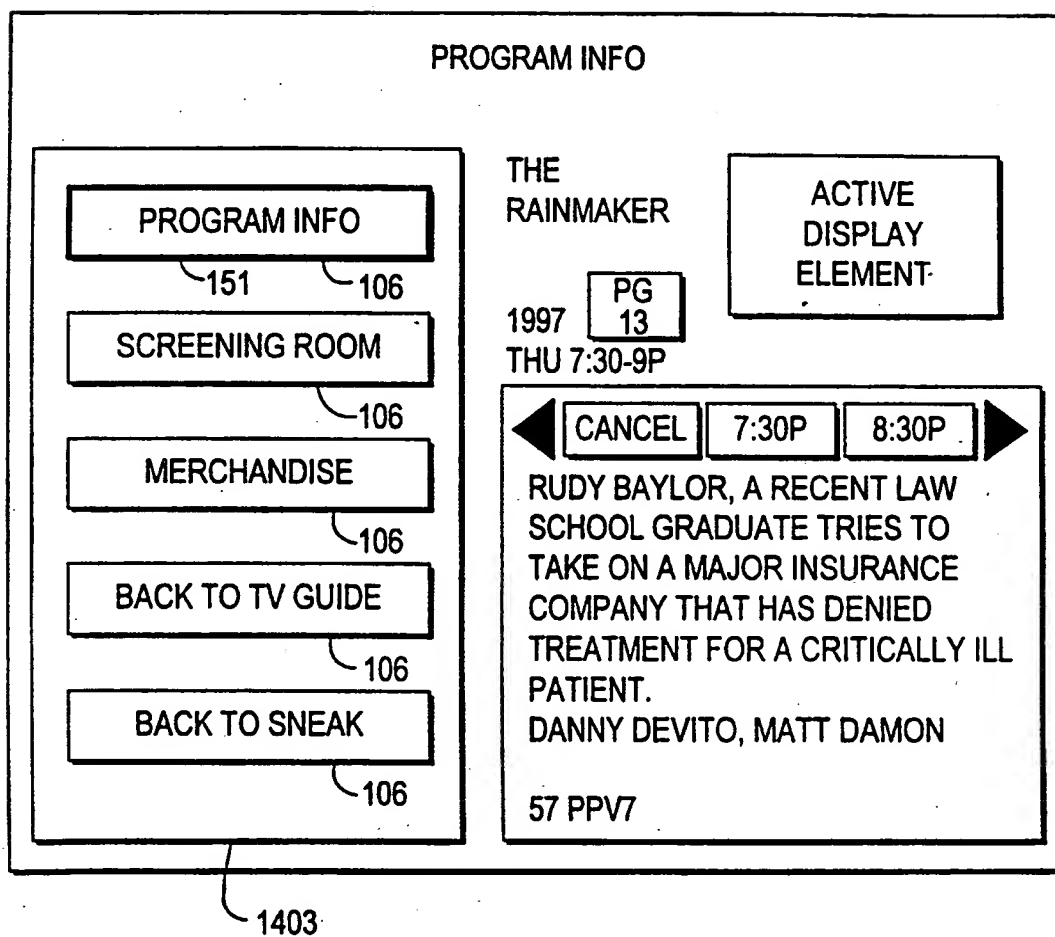 PROGRAM INFO
PROGRAM INFO
151
106
SCREENING ROOM
106
MERCHANDISE
106
BACK TO TV GUIDE
106
BACK TO SNEAK
106
1403
THE
RAINMAKER
1997
PG
13
THU 7:30-9P
ACTIVE
DISPLAY
ELEMENT
CANCEL 7:30P 8:30P
RUDY BAYLOR, A RECENT LAW
SCHOOL GRADUATE TRIES TO
TAKE ON A MAJOR INSURANCE
COMPANY THAT HAS DENIED
TREATMENT FOR A CRITICALLY ILL
PATIENT.
DANNY DEVITO, MATT DAMON
57 PPV7